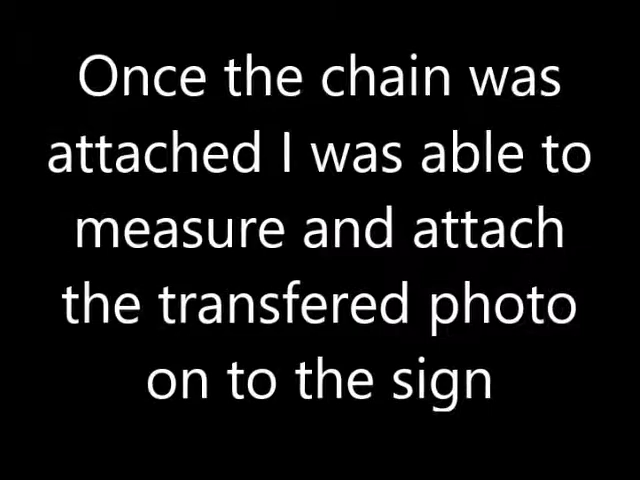 Once the chain was
attached I was able to
measure and attach
the transfered photo
on to the sign